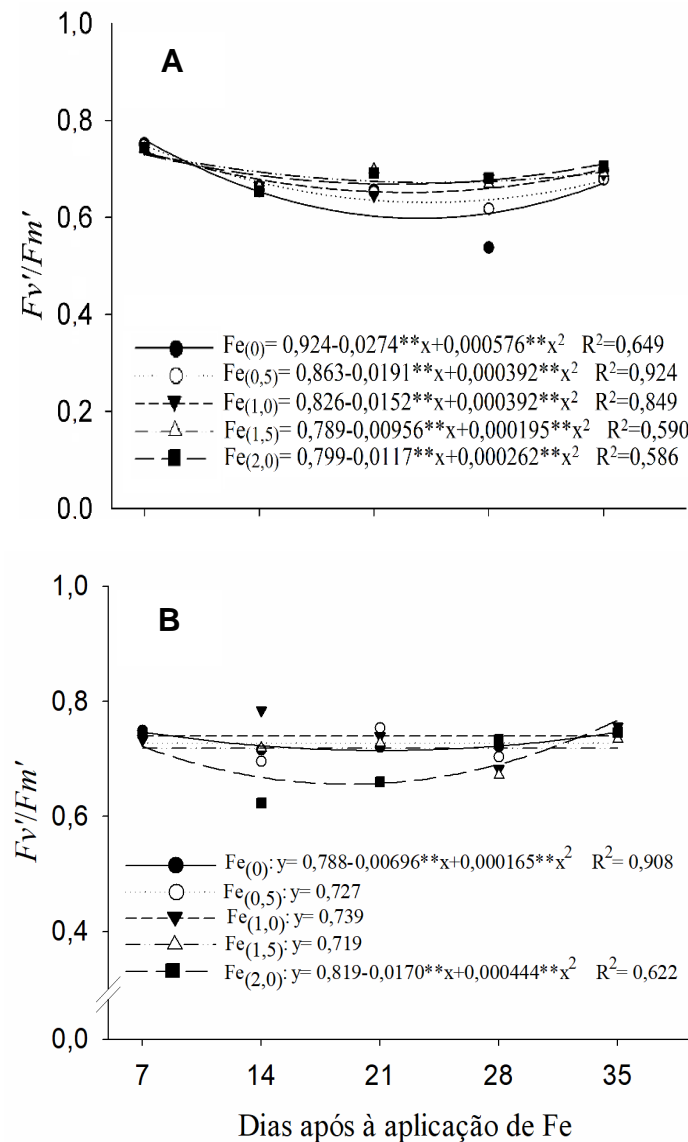 1,0
A
0,8
0,6
0,4
0,2
0.0
Fv'/Fm'
Fe(0)= 0,924-0,0274**x+0,000576**x² R²=0,649
Fe(0,5)= 0,863-0,0191**x+0,000392**x² R²=0,924
Fe(1,0)= 0,826-0,0152**x+0,000392**x² R²=0,849
Fe(1,5)= 0,789-0,00956**x+0,000195**x² R²=0,590
Fe(2,0)= 0,799-0,0117**x+0,000262**x² R²=0,586
1,0
B
0,8
0,6
0,4
0,0
Fv'/Fm'
Fe(0): y= 0,788-0,00696**x+0,000165**x² R²= 0,908
Fe(0,5): y= 0,727
Fe(1,0): y= 0,739
Fe(1,5): y= 0,719
Fe(2,0): y= 0,819-0,0170**x+0,000444**x² R²= 0,622
7 14 21 28 35
Dias após à aplicação de Fe